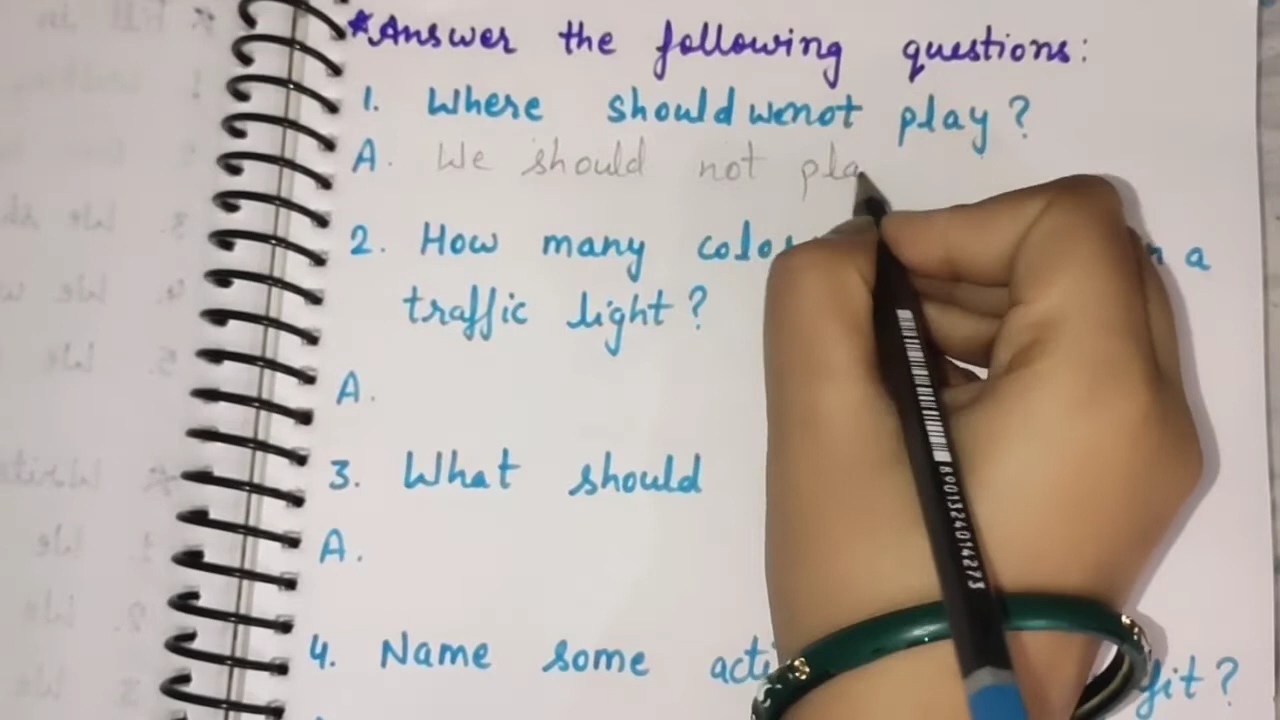 *Answer the following questions:
1. Where should we not play?
A. We should not pla
2. How many colo n a
traffic light?
A.
3. What should
A.
4. Name some acti fit?
8001324014273